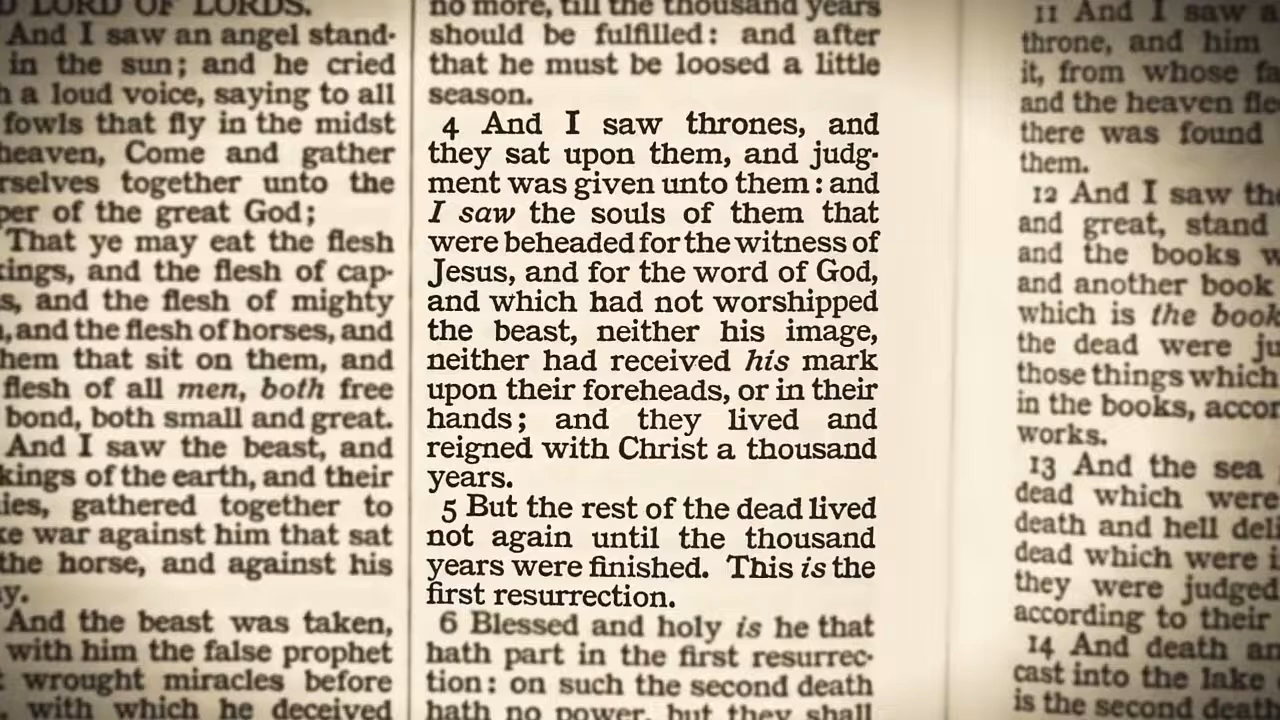 LORD OF LORDS.
And I saw an angel stand-
in the sun; and he cried
a loud voice, saying to all
fowls that fly in the midst
heaven, Come and gather
together unto the
of the great God;
That ye may eat the flesh
and the flesh of cap-
and the flesh of mighty
and the flesh of horses, and
that sit on them, and
flesh of all men, both free
bond, both small and great.
And I saw the beast, and
kings of the earth, and their
gathered together to
war against him that sat
the horse, and against his
And the beast was taken,
with him the false prophet
wrought miracles before
with which he deceived
no more, till the thousand years
should be fulfilled: and after
that he must be loosed a little
season.
4 And I saw thrones, and
they sat upon them, and judg-
ment was given unto them: and
I saw the souls of them that
were beheaded for the witness of
Jesus, and for the word of God,
and which had not worshipped
the beast, neither his image,
neither had received his mark
upon their foreheads, or in their
hands; and they lived and
reigned with Christ a thousand
years.
5 But the rest of the dead lived
not again until the thousand
years were finished. This is the
first resurrection.
6 Blessed and holy is he that
hath part in the first resurrec-
tion: on such the second death
hath no power, but they shall
11 And I saw a
throne, and him
it, from whose
and the heaven
there was found
them.
12 And I saw
and great, stand
and the books
and another book
which is the book
the dead were
those things which
in the books,
works.
13 And the sea
dead which were
death and hell
dead which were
they were judged
according to their
14 And death
cast into the lake
is the second death